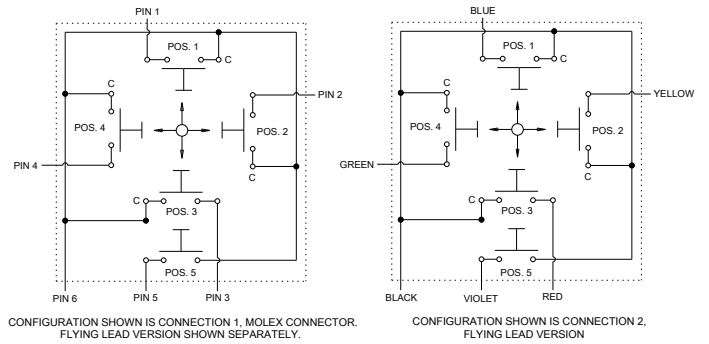 PIN 1
POS. 1
C
C
PIN 2
POS. 4
POS. 2
PIN 4
C
C
POS. 3
POS. 5
PIN 6
PIN 5
PIN 3
CONFIGURATION SHOWN IS CONNECTION 1, MOLEX CONNECTOR.
FLYING LEAD VERSION SHOWN SEPARATELY.
BLUE
POS. 1
C
C
YELLOW
POS. 4
POS. 2
GREEN
C
C
POS. 3
POS. 5
BLACK
VIOLET
RED
CONFIGURATION SHOWN IS CONNECTION 2,
FLYING LEAD VERSION